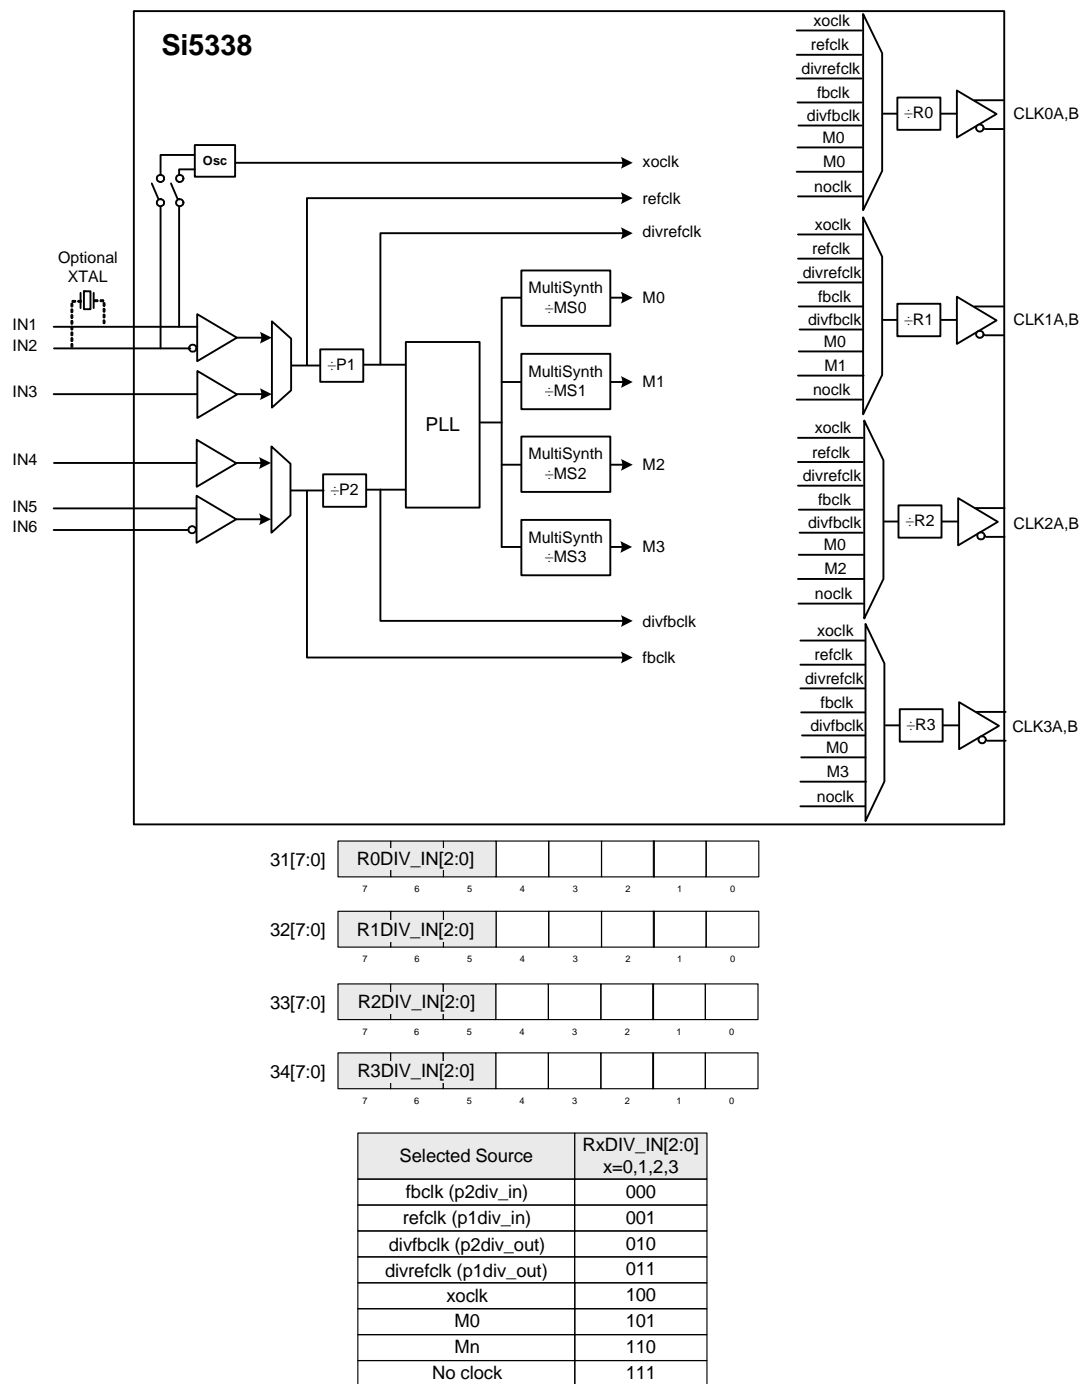 Si5338
Osc
xoclk
refclk
divrefclk
Optional
XTAL
IN1
IN2
IN3
IN4
IN5
IN6
÷P1
÷P2
PLL
MultiSynth
÷MS0
M0
MultiSynth
÷MS1
M1
MultiSynth
÷MS2
M2
MultiSynth
÷MS3
M3
divfbclk
fbclk
xoclk
refclk
divrefclk
fbclk
divfbclk
M0
M0
noclk
÷R0
CLK0A,B
xoclk
refclk
divrefclk
fbclk
divfbclk
M0
M1
noclk
÷R1
CLK1A,B
xoclk
refclk
divrefclk
fbclk
divfbclk
M0
M2
noclk
÷R2
CLK2A,B
xoclk
refclk
divrefclk
fbclk
divfbclk
M0
M3
noclk
÷R3
CLK3A,B
31[7:0] R0DIV_IN[2:0]
7 6 5 4 3 2 1 0
32[7:0] R1DIV_IN[2:0]
7 6 5 4 3 2 1 0
33[7:0] R2DIV_IN[2:0]
7 6 5 4 3 2 1 0
34[7:0] R3DIV_IN[2:0]
7 6 5 4 3 2 1 0
Selected Source RxDIV_IN[2:0]
x=0,1,2,3
fbclk (p2div_in) 000
refclk (p1div_in) 001
divfbclk (p2div_out) 010
divrefclk (p1div_out) 011
xoclk 100
M0 101
Mn 110
No clock 111